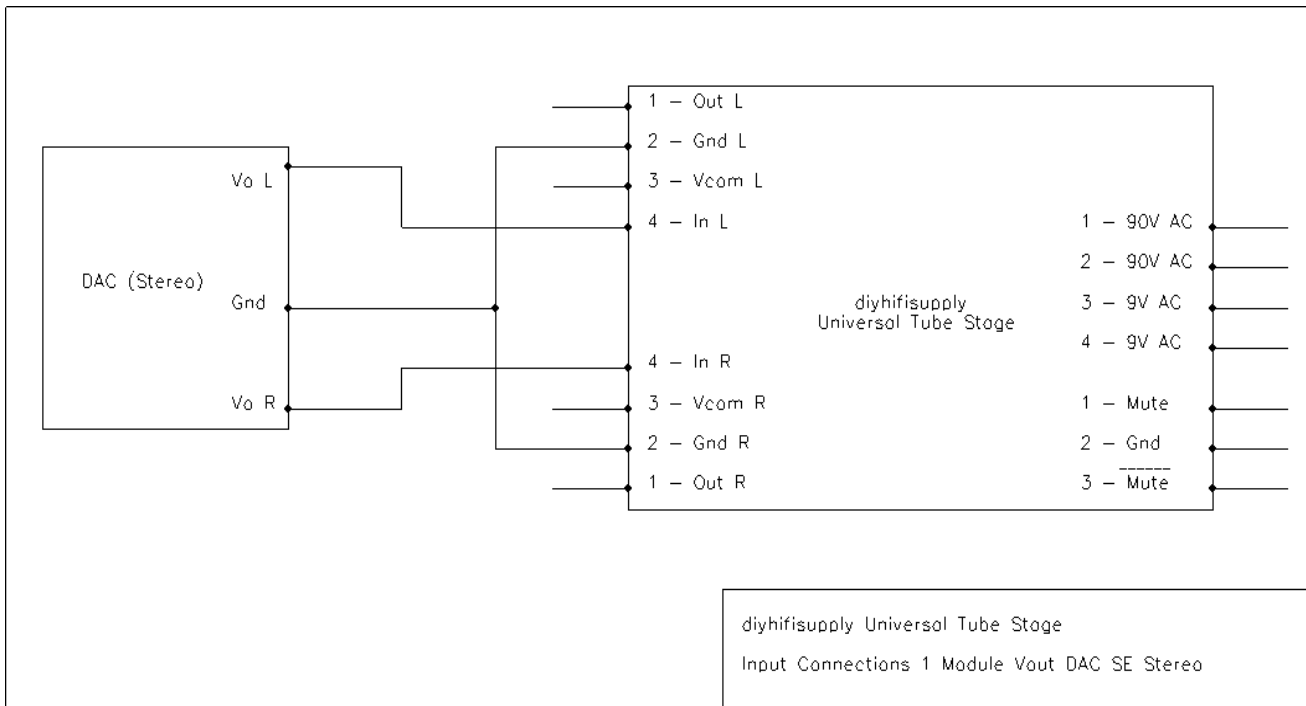 Vo L
DAC (Stereo)
Gnd
Vo R
1 – Out L
2 – Gnd L
3 – Vcom L
4 – In L
4 – In R
3 – Vcom R
2 – Gnd R
1 – Out R
diyhifisupply
Universal Tube Stage
1 – 90V AC
2 – 90V AC
3 – 9V AC
4 – 9V AC
1 – Mute
2 – Gnd
3 – Mute
diyhifisupply Universal Tube Stage
Input Connections 1 Module Vout DAC SE Stereo